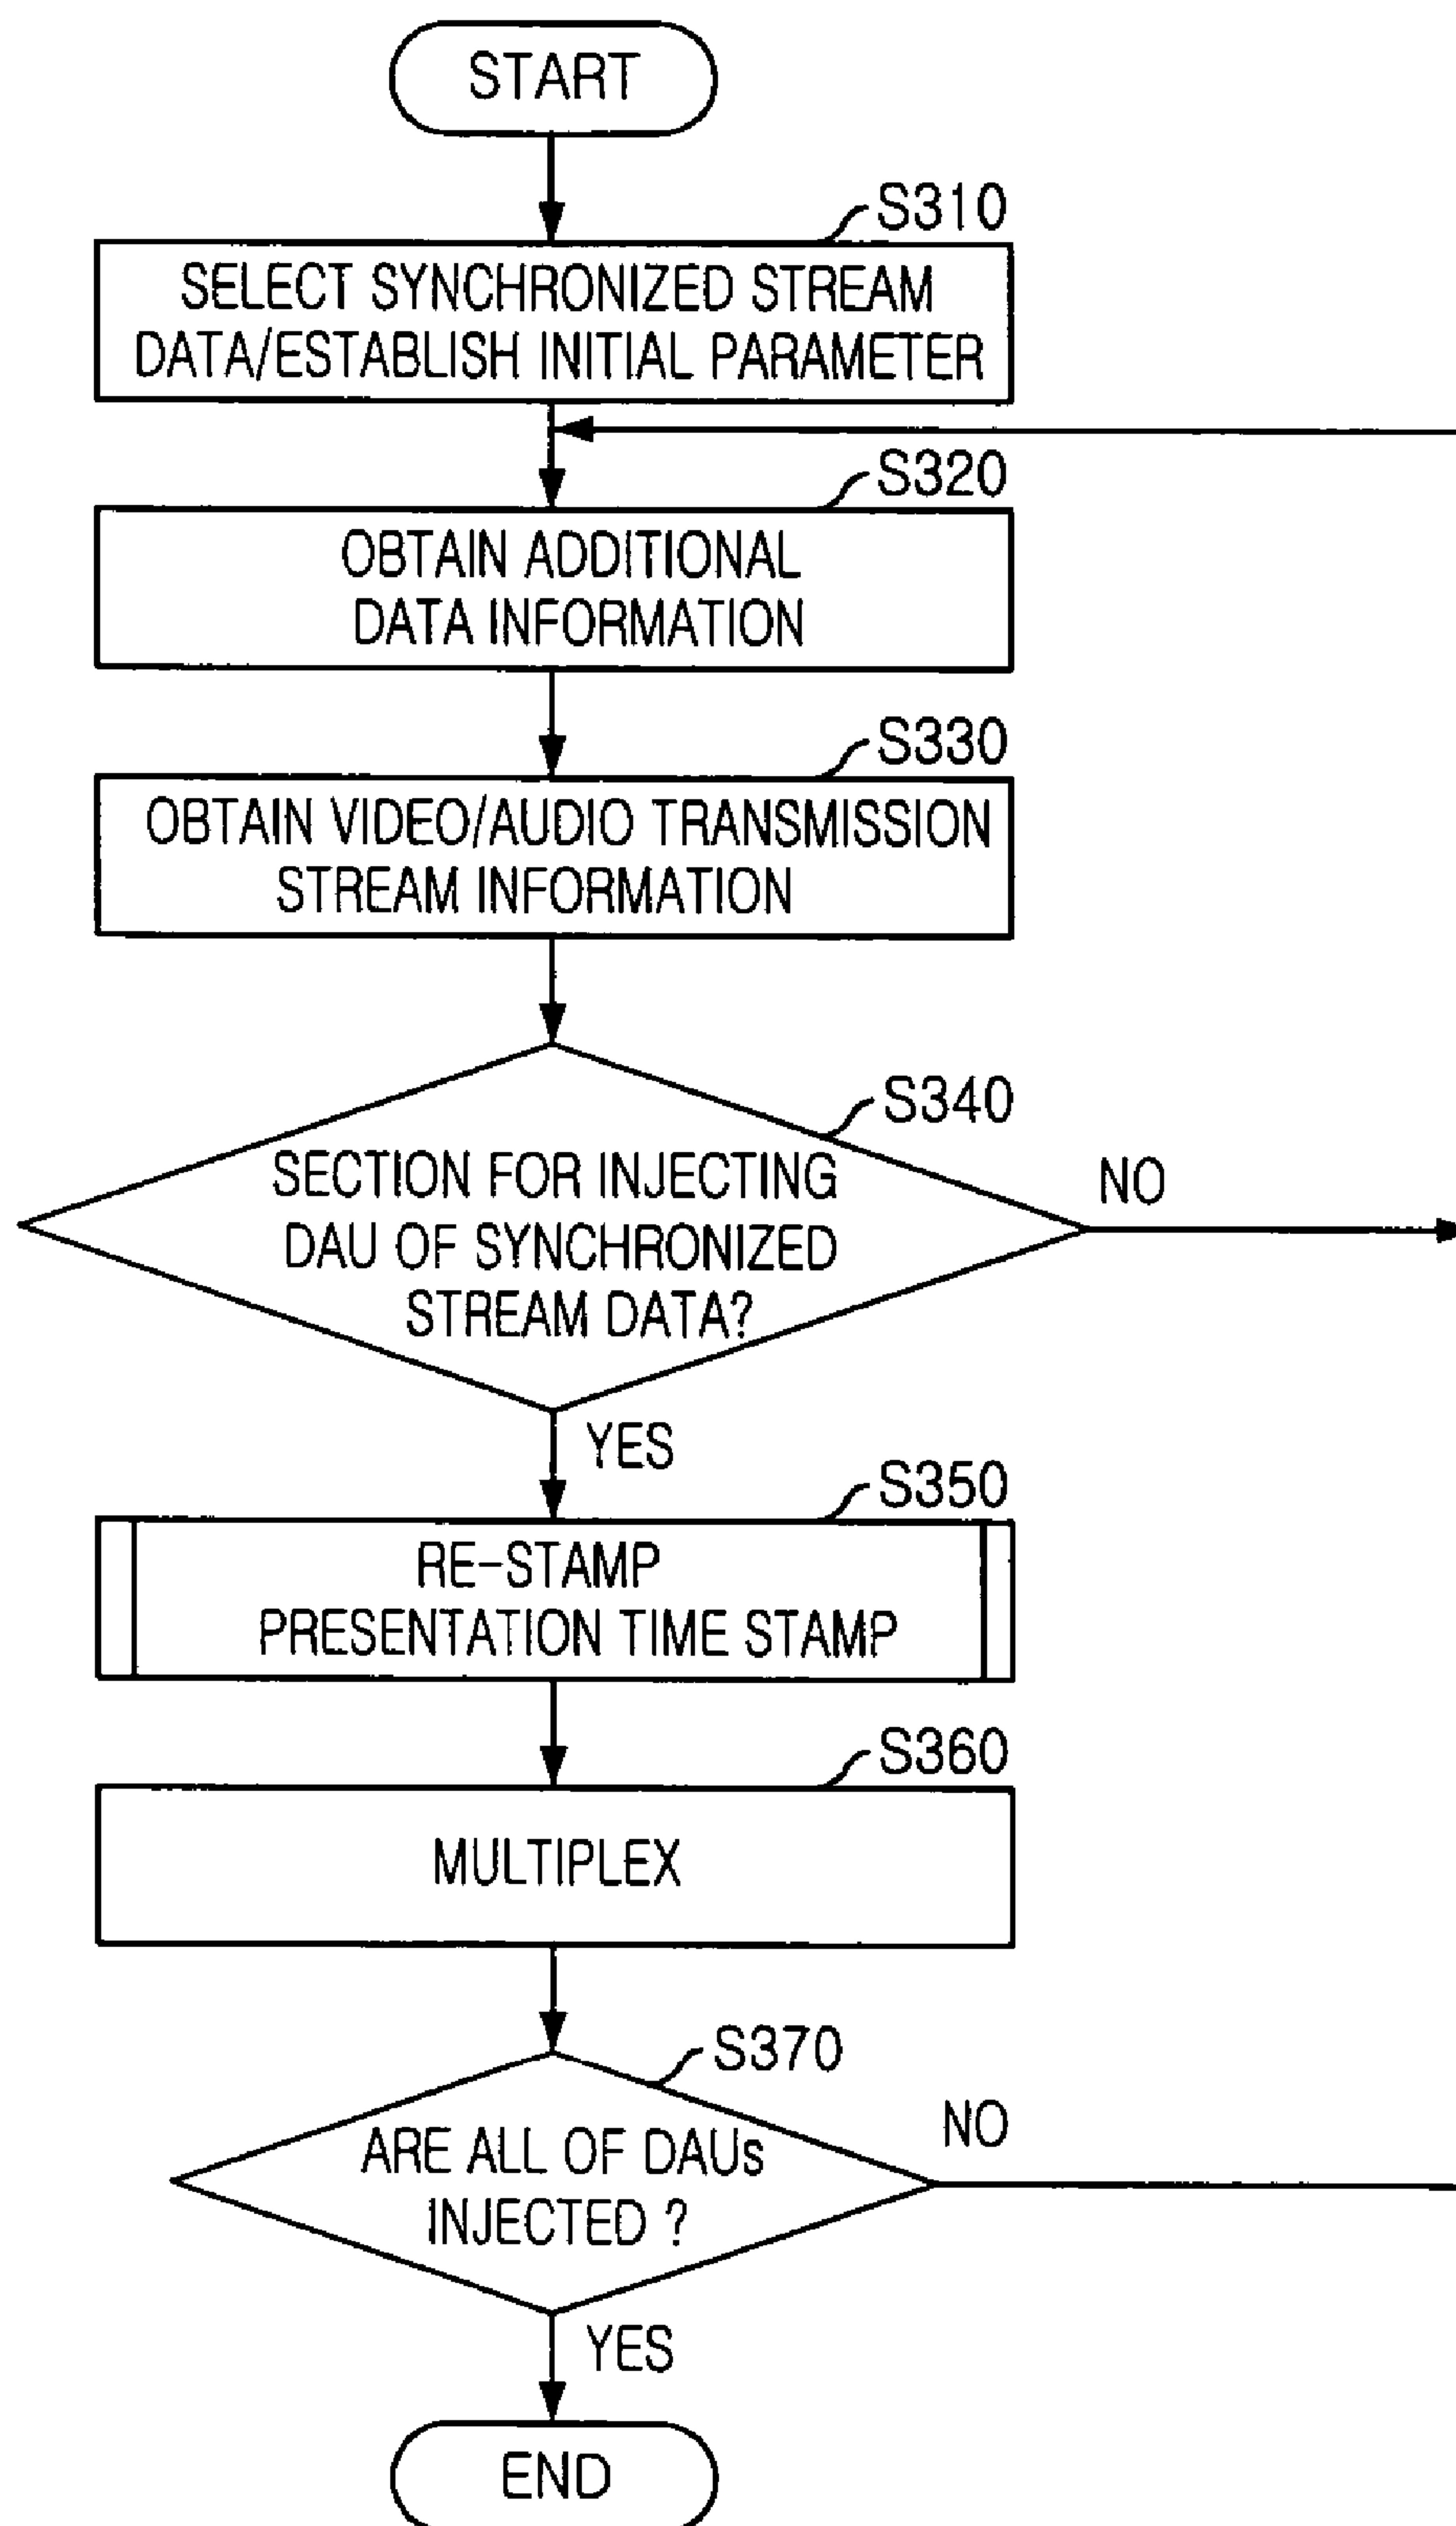 START
S310
SELECT SYNCHRONIZED STREAM
DATA/ESTABLISH INITIAL PARAMETER
S320
OBTAIN ADDITIONAL
DATA INFORMATION
S330
OBTAIN VIDEO/AUDIO TRANSMISSION
STREAM INFORMATION
S340
SECTION FOR INJECTING
DAU OF SYNCHRONIZED
STREAM DATA?
NO
YES
S350
RE-STAMP
PRESENTATION TIME STAMP
S360
MULTIPLEX
S370
ARE ALL OF DAUs
INJECTED ?
NO
YES
END